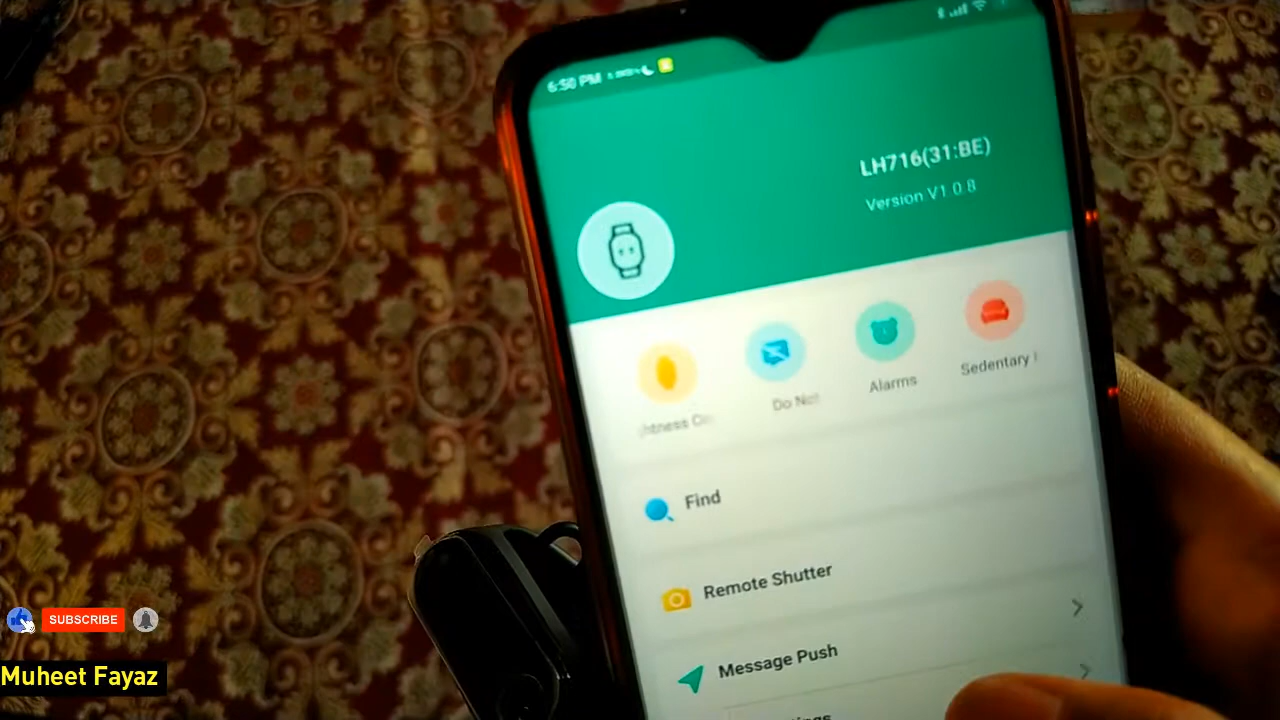 6:50 PM
LH716(31:BE)
Version V1.0.8
Do Not
Alarms
Sedentary
Find
Remote Shutter
Message Push
SUBSCRIBE
Muheet Fayaz